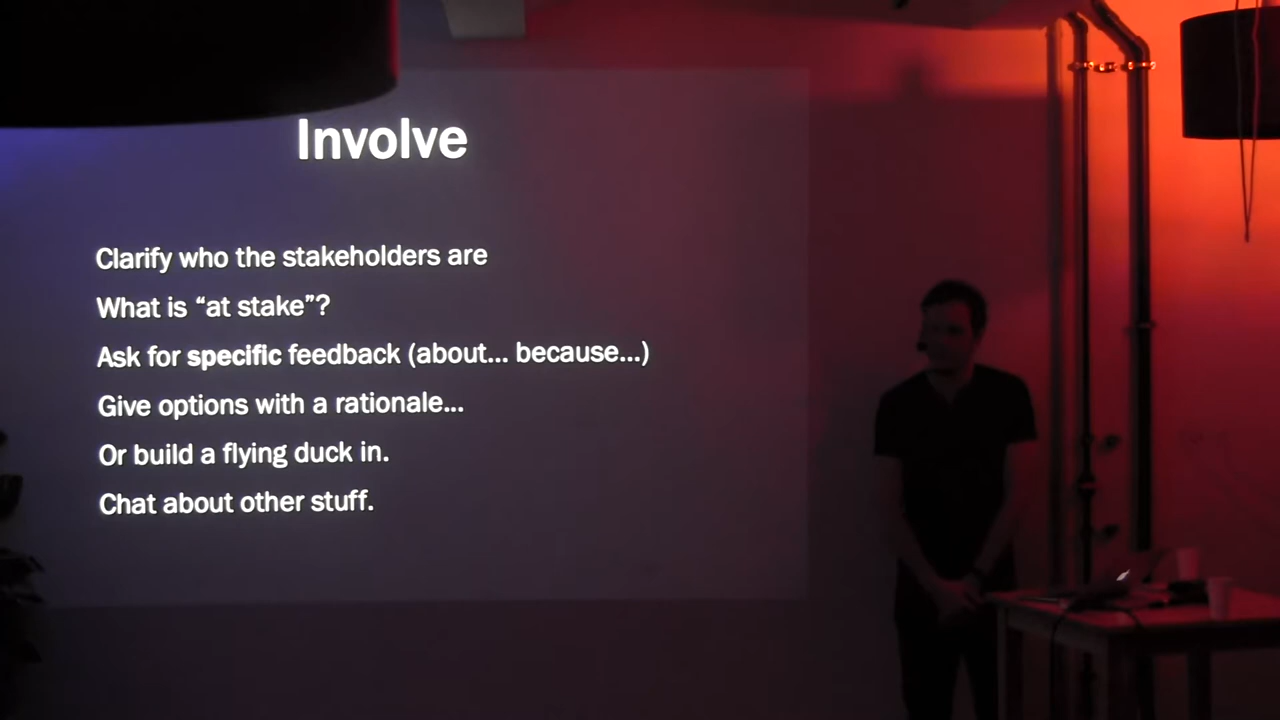 Involve
Clarify who the stakeholders are
What is “at stake”?
Ask for specific feedback (about... because...)
Give options with a rationale...
Or build a flying duck in.
Chat about other stuff.